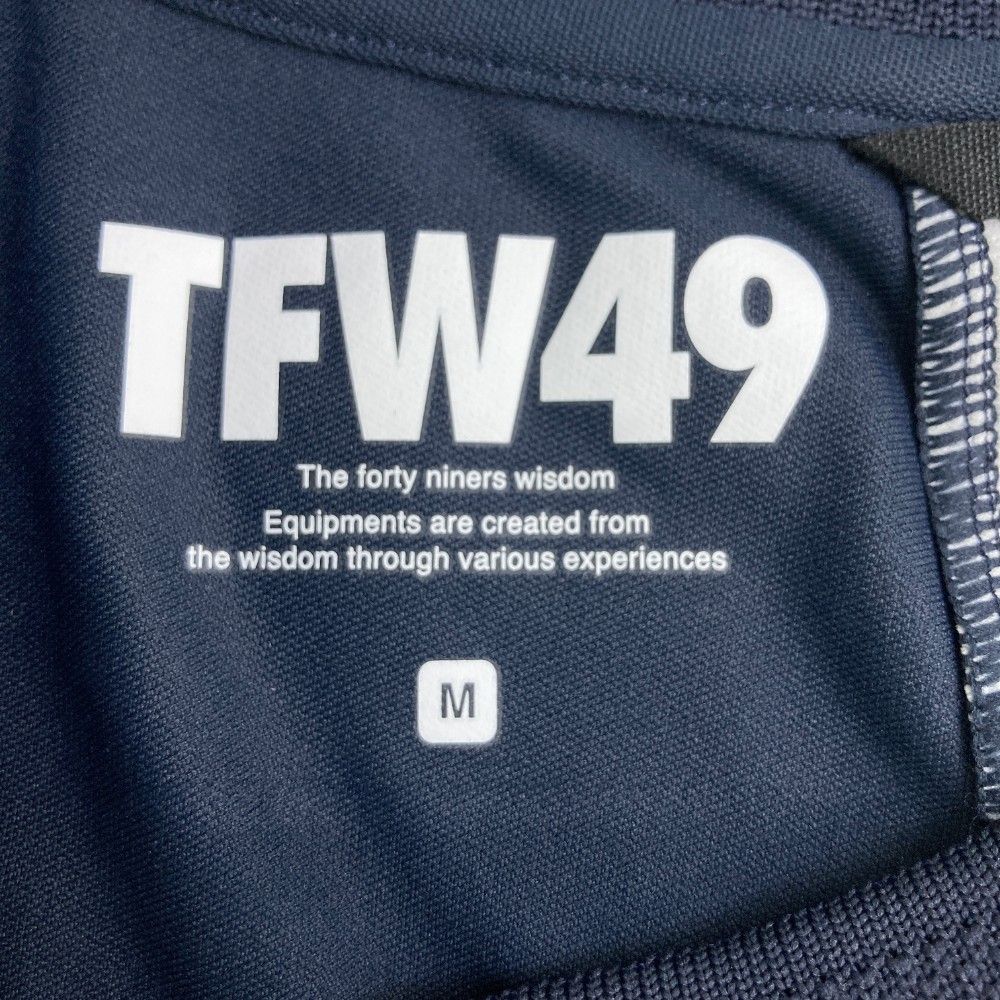 TFW49
The forty niners wisdom
Equipments are created from
the wisdom through various experiences
M